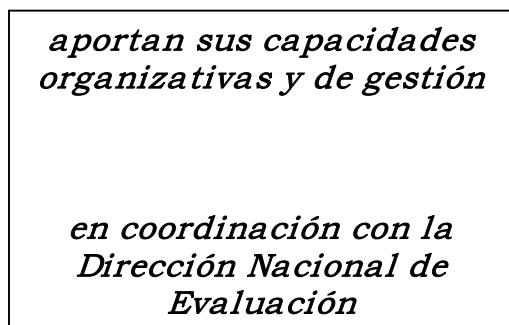 aportan sus capacidades
organizativas y de gestión
en coordinación con la
Dirección Nacional de
Evaluación